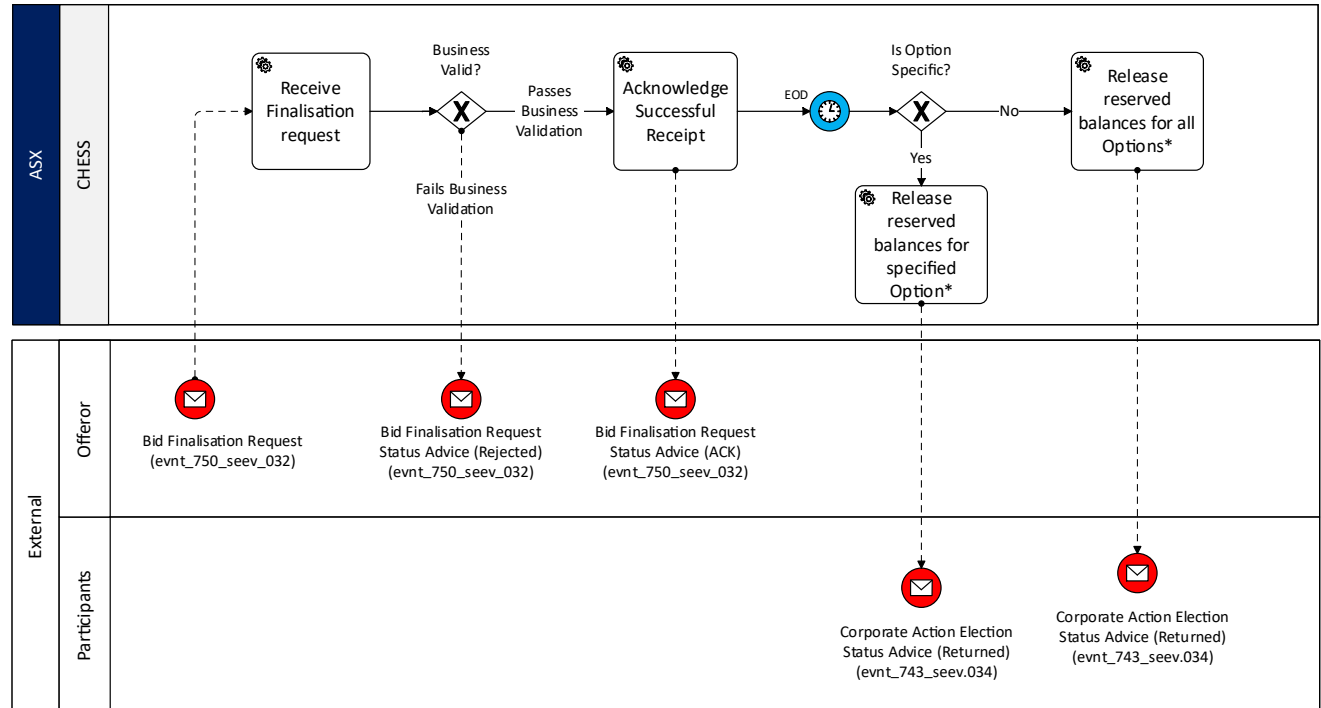 ASX
CHESS
Receive
Finalisation
request
Business
Valid?
Passes
Business
Validation
Fails Business
Validation
Acknowledge
Successful
Receipt
EOD
Is Option
Specific?
No
Yes
Release
reserved
balances for all
Options*
Release
reserved
balances for
specified
Option*
External
Offeror
Bid Finalisation Request
(evnt_750_seev_032)
Bid Finalisation Request
Status Advice (Rejected)
(evnt_750_seev_032)
Bid Finalisation Request
Status Advice (ACK)
(evnt_750_seev_032)
Participants
Corporate Action Election
Status Advice (Returned)
(evnt_743_seev.034)
Corporate Action Election
Status Advice (Returned)
(evnt_743_seev.034)